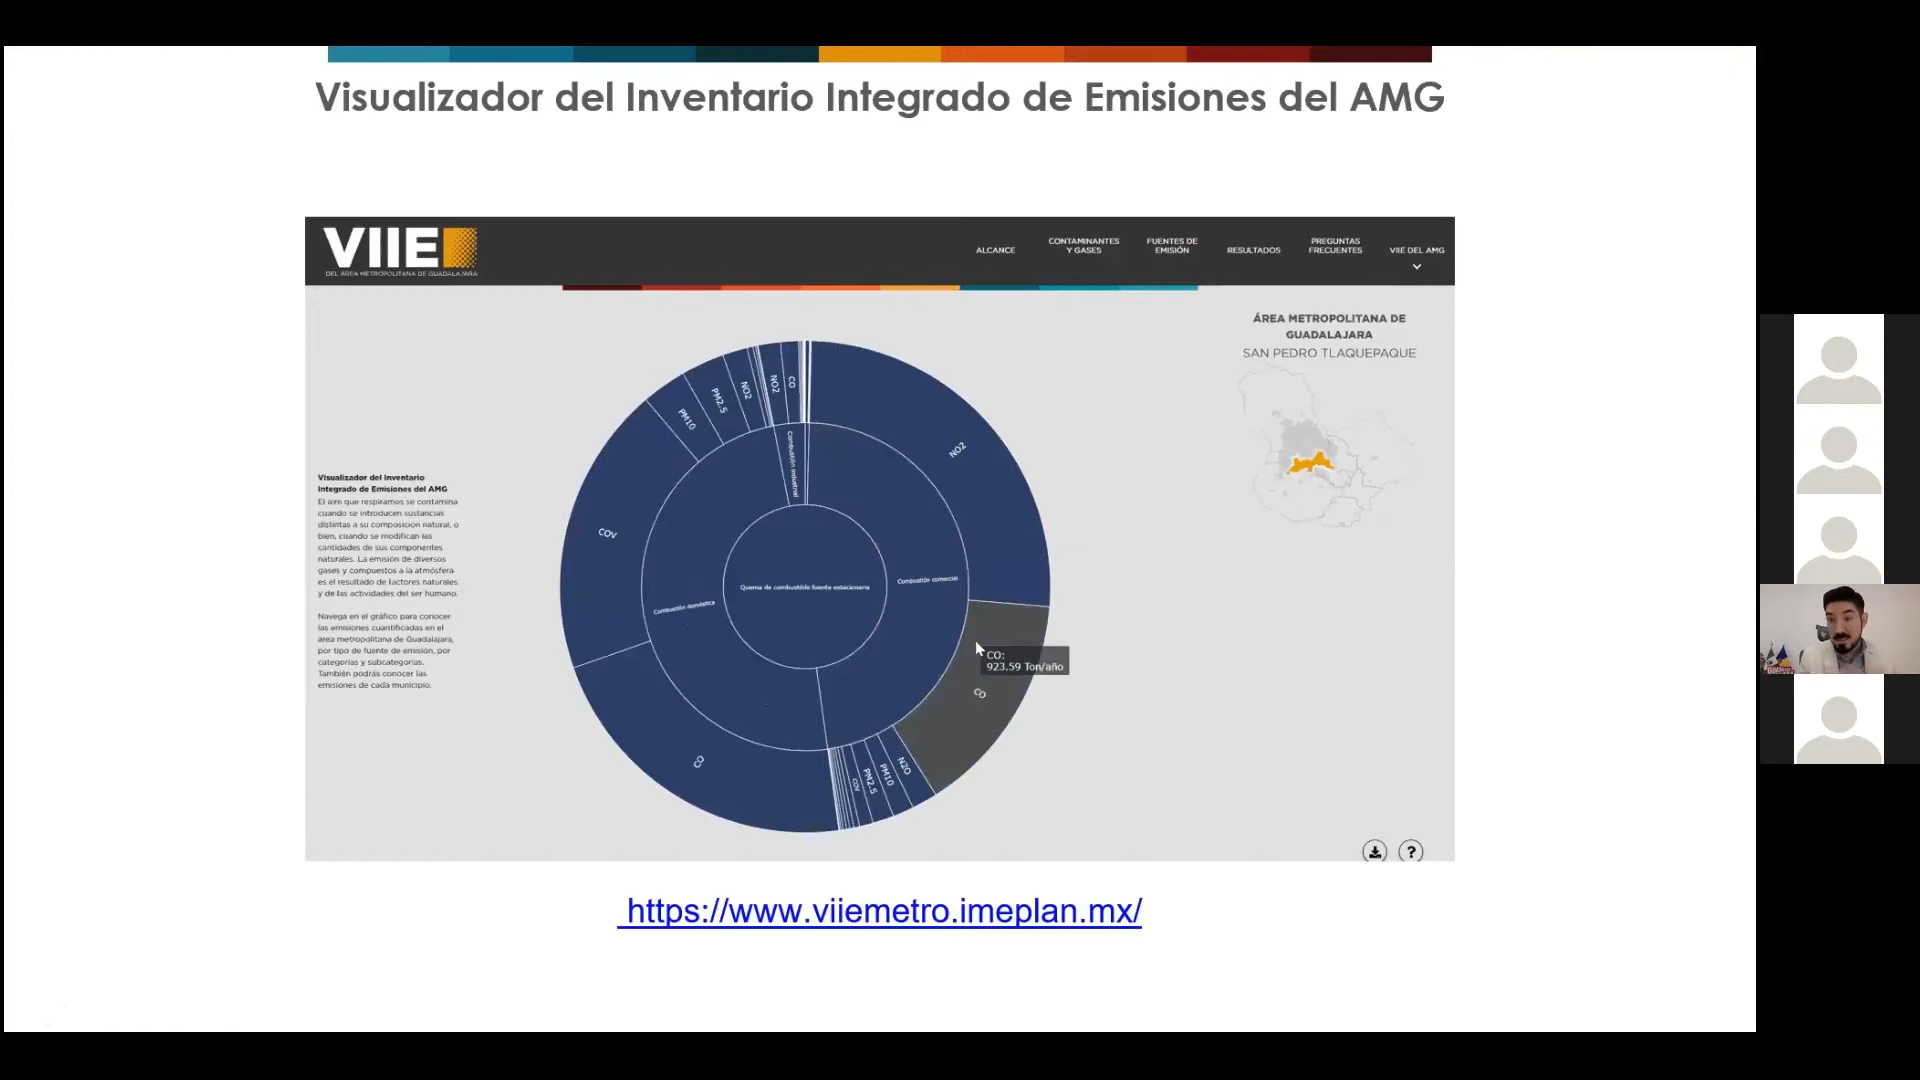 Visualizador del Inventario Integrado de Emisiones del AMG
VIIE
DEL ÁREA METROPOLITANA DE GUADALAJARA
ALCANCE
CONTAMINANTES
Y GASES
FUENTES DE
EMISIÓN
RESULTADOS
PREGUNTAS
FRECUENTES
VIIE DEL AMG
ÁREA METROPOLITANA DE
GUADALAJARA
SAN PEDRO TLAQUEPAQUE
Visualizador del Inventario
Integrado de Emisiones del AMG
El aire que respiramos se contamina
cuando se introducen sustancias
distintas a su composición natural, o
bien, cuando se modifican las
cantidades de sus componentes
naturales. La emisión de diversos
gases y compuestos a la atmósfera
es el resultado de factores naturales
y de las actividades del ser humano.
Navega en el gráfico para conocer
las emisiones cuantificadas en el
área metropolitana de Guadalajara,
por tipo de fuente de emisión, por
categorías y subcategorías.
También podrás conocer las
emisiones de cada municipio.
COV
PM10
PM2.5
NO2
NO2
CO
NO2
Combustión industrial
Combustión comercial
Quema de combustible fuente estacionaria
Combustión doméstica
CO:
923.59 Ton/año
CO
CO
COV
PM2.5
PM10
N2O
?
https://www.viiemetro.imeplan.mx/